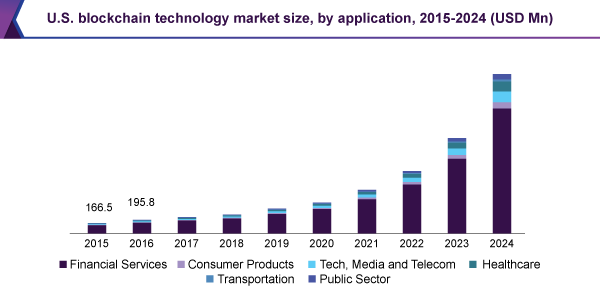 U.S. blockchain technology market size, by application, 2015-2024 (USD Mn)
166.5
195.8
2015 2016 2017 2018 2019 2020 2021 2022 2023 2024
Financial Services Consumer Products Tech, Media and Telecom Healthcare
Transportation Public Sector